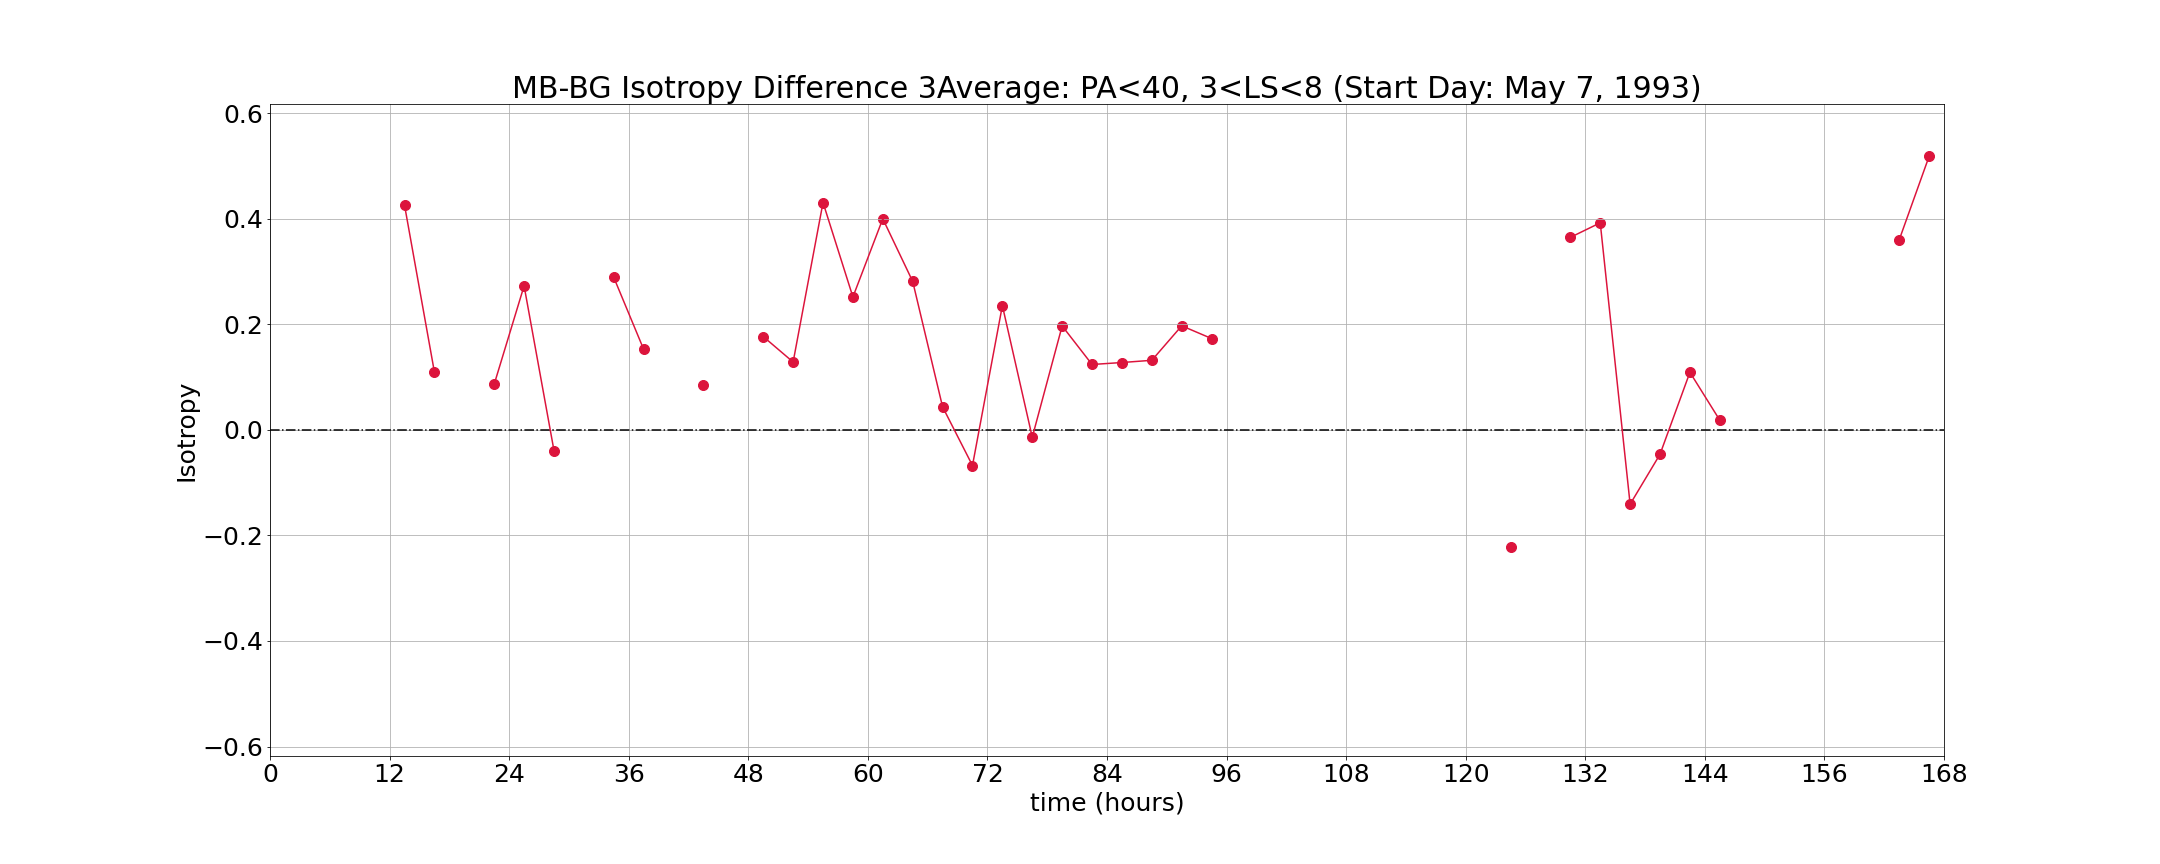 MB-BG Isotropy Difference 3Average: PA<40, 3<LS<8 (Start Day: May 7, 1993)
0.6
0.4
0.2
0.0
−0.2
−0.4
−0.6
Isotropy
0 12 24 36 48 60 72 84 96 108 120 132 144 156 168
time (hours)